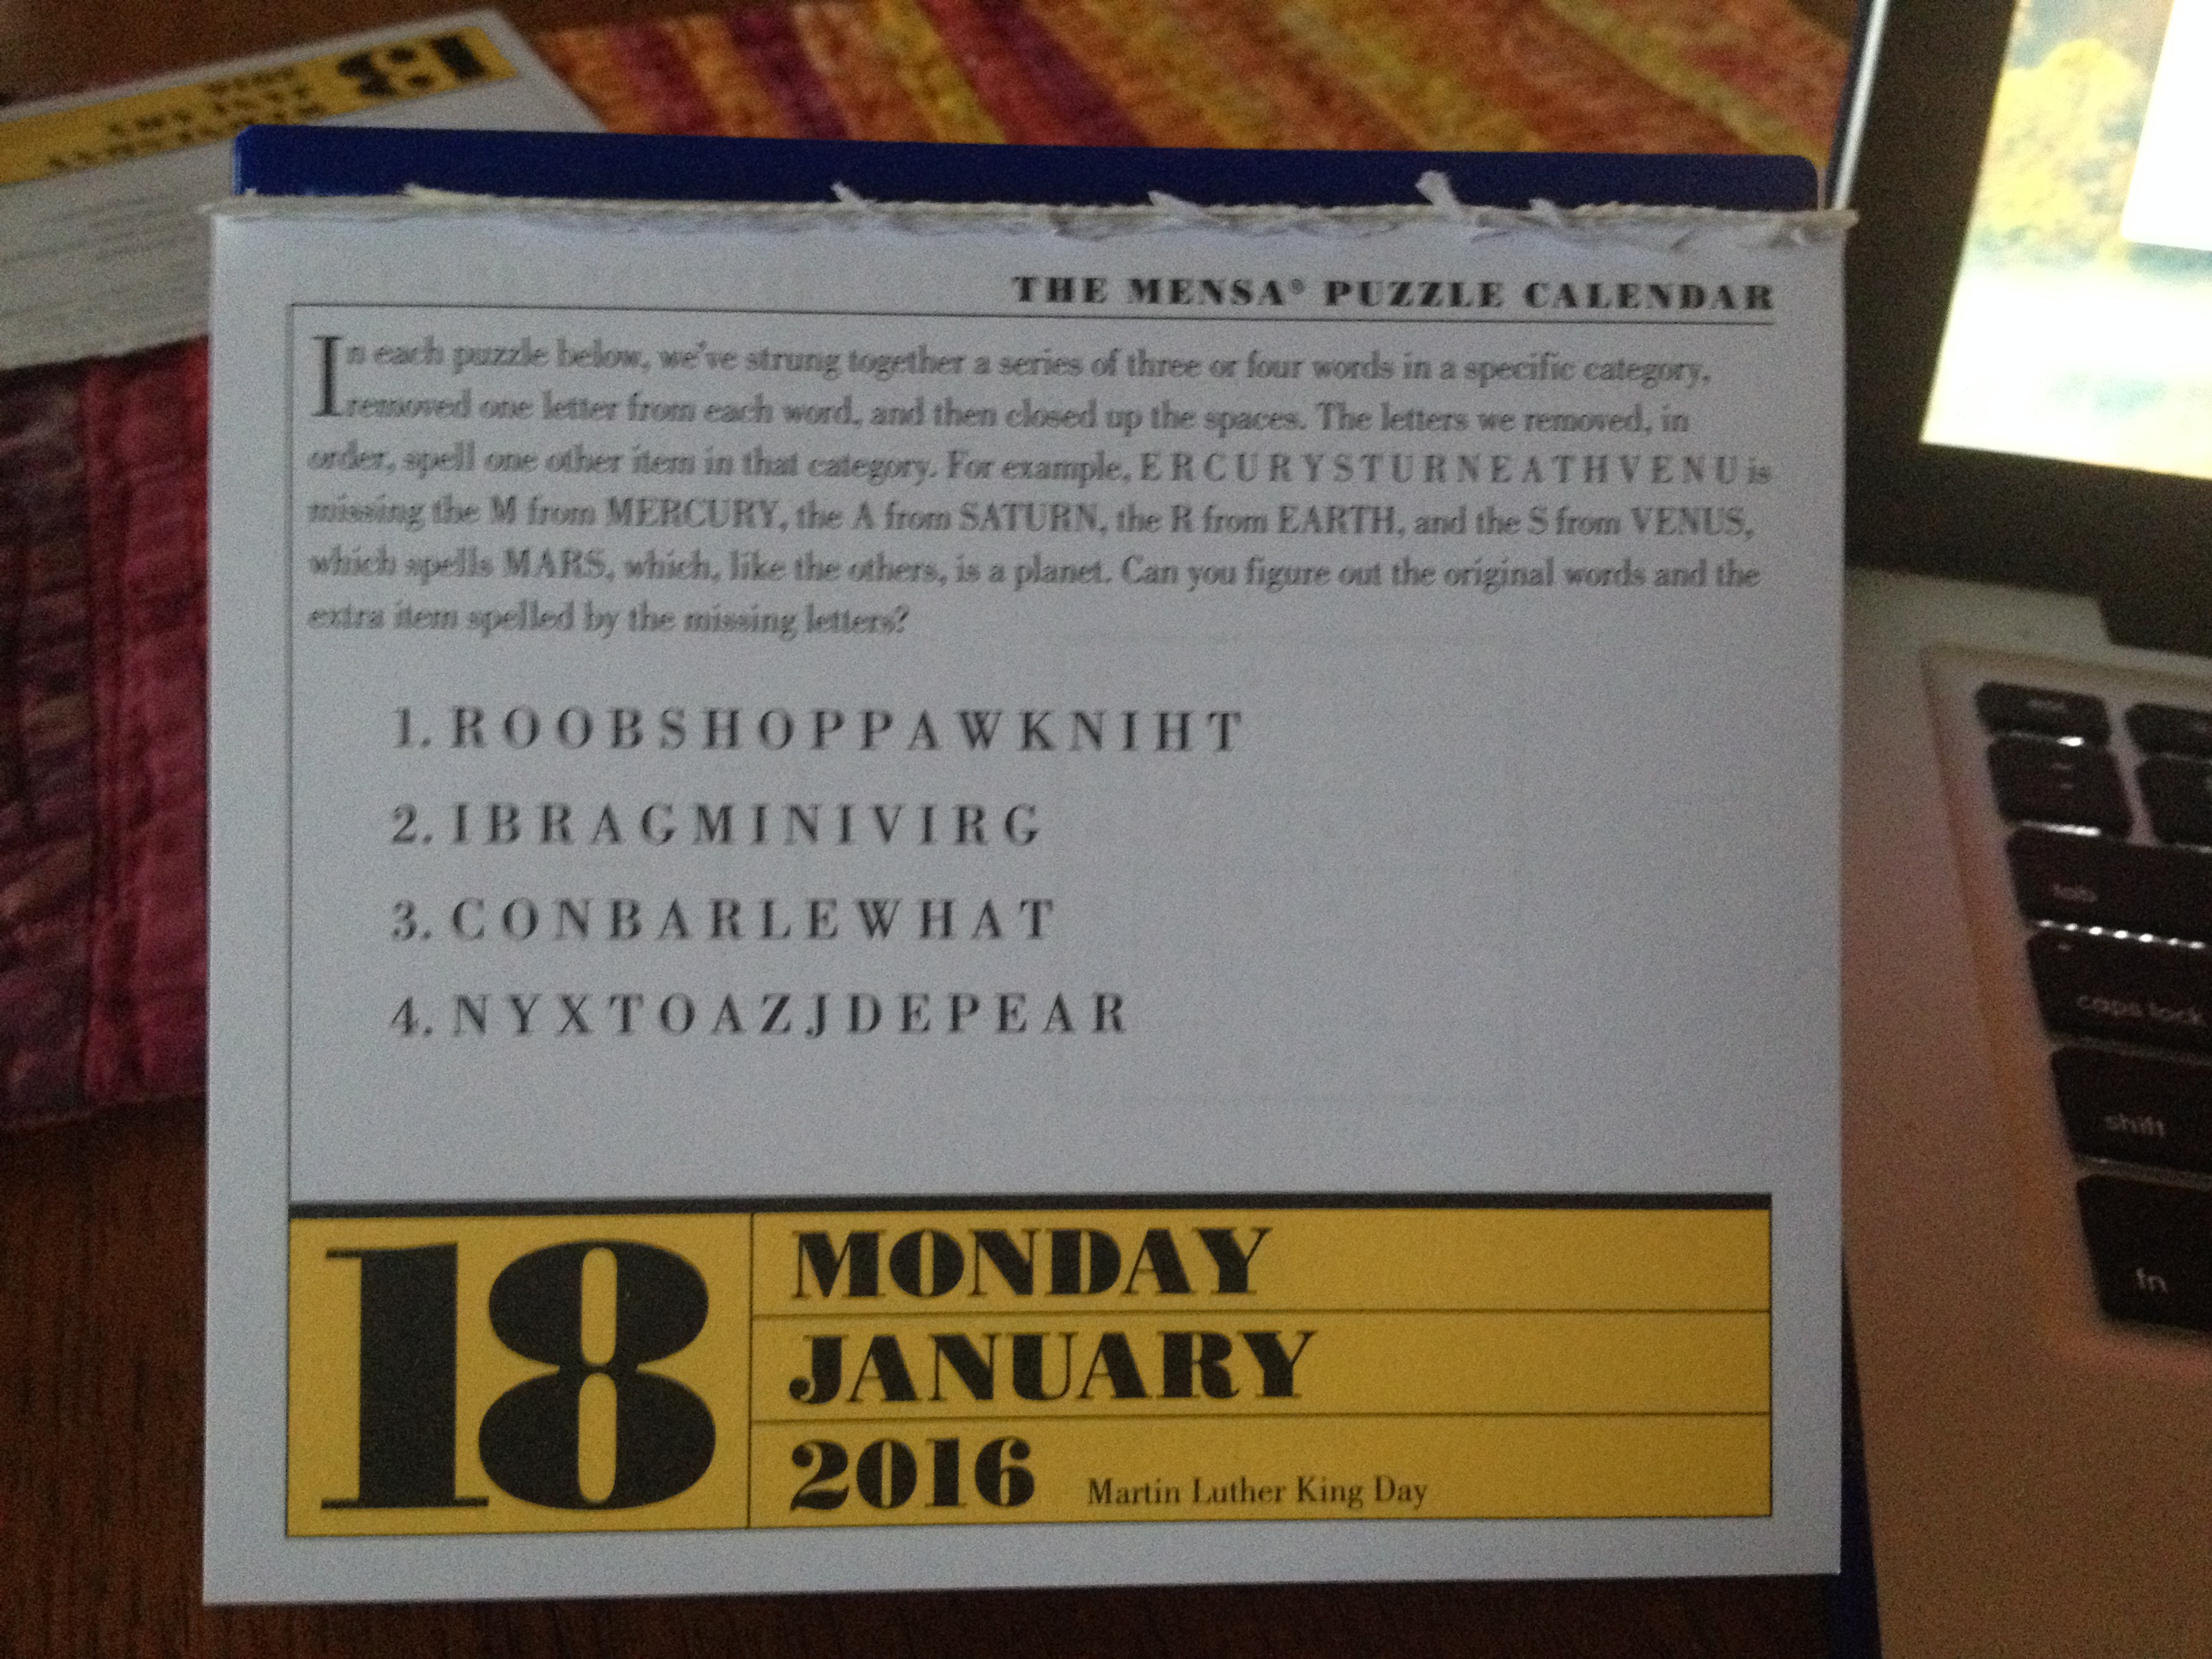 18
THE MENSA® PUZZLE CALENDAR
In each puzzle below, we've strung together a series of three or four words in a specific category,
removed one letter from each word, and then closed up the spaces. The letters we removed, in
order, spell one other item in that category. For example, E R C U R Y S T U R N E A T H V E N U is
missing the M from MERCURY, the A from SATURN, the R from EARTH, and the S from VENUS,
which spells MARS, which, like the others, is a planet. Can you figure out the original words and the
extra item spelled by the missing letters?
1. R O O B S H O P P A W K N I H T
2. I B R A G M I N I V I R G
3. C O N B A R L E W H A T
4. N Y X T O A Z J D E P E A R
18
MONDAY
JANUARY
2016 Martin Luther King Day
tab
caps lock
shift
fn